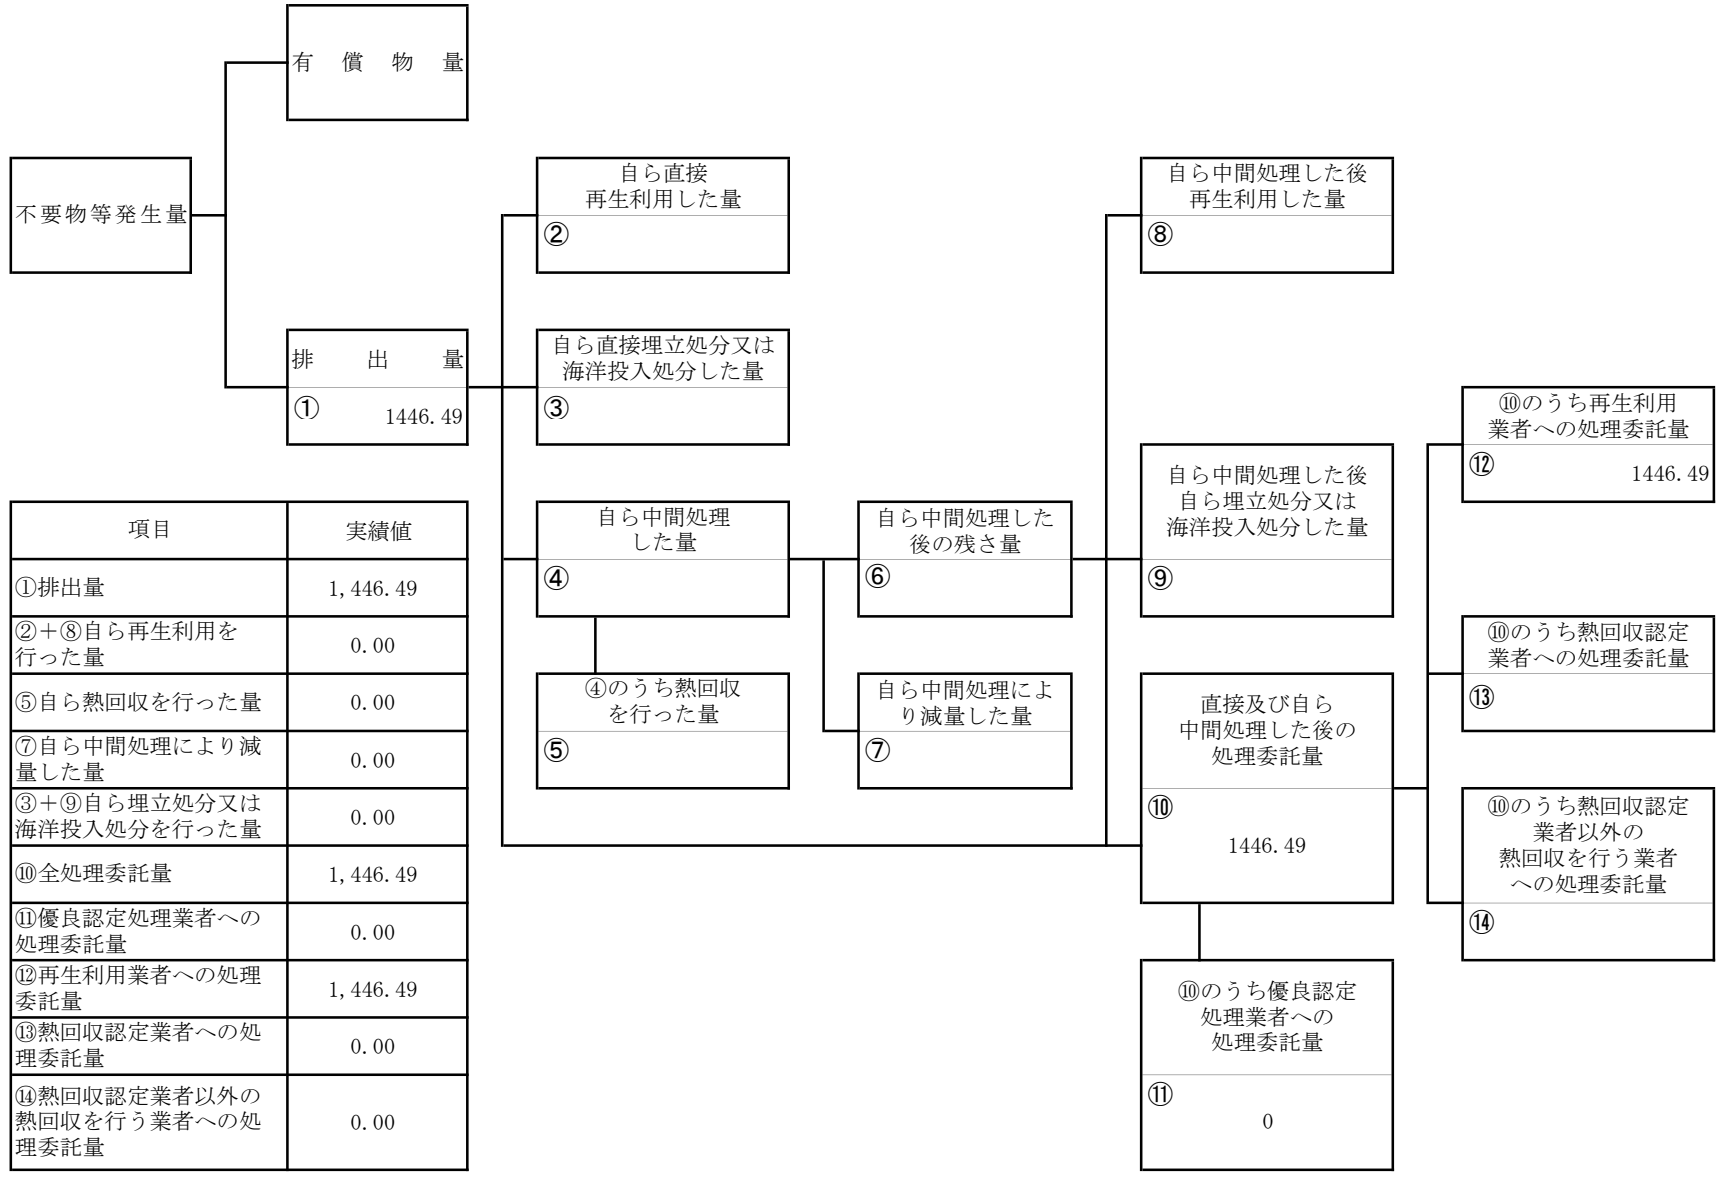 有償物量
不要物等発生量
排出量
①
1446.49
自ら直接
再生利用した量
②
自ら直接埋立処分又は
海洋投入処分した量
③
自ら中間処理
した量
④
④のうち熱回収
を行った量
⑤
自ら中間処理した
後の残さ量
⑥
自ら中間処理によ
り減量した量
⑦
自ら中間処理した後
再生利用した量
⑧
自ら中間処理した後
自ら埋立処分又は
海洋投入処分した量
⑨
直接及び自ら
中間処理した後の
処理委託量
⑩
1446.49
⑩のうち優良認定
処理業者への
処理委託量
⑪
0
⑩のうち再生利用
業者への処理委託量
⑫
1446.49
⑩のうち熱回収認定
業者への処理委託量
⑬
⑩のうち熱回収認定
業者以外の
熱回収を行う業者
への処理委託量
⑭
項目 実績値
①排出量 1,446.49
②＋⑧自ら再生利用を
行った量 0.00
⑤自ら熱回収を行った量 0.00
⑦自ら中間処理により減
量した量 0.00
③＋⑨自ら埋立処分又は
海洋投入処分を行った量 0.00
⑩全処理委託量 1,446.49
⑪優良認定処理業者への
処理委託量 0.00
⑫再生利用業者への処理
委託量 1,446.49
⑬熱回収認定業者への処
理委託量 0.00
⑭熱回収認定業者以外の
熱回収を行う業者への処
理委託量 0.00